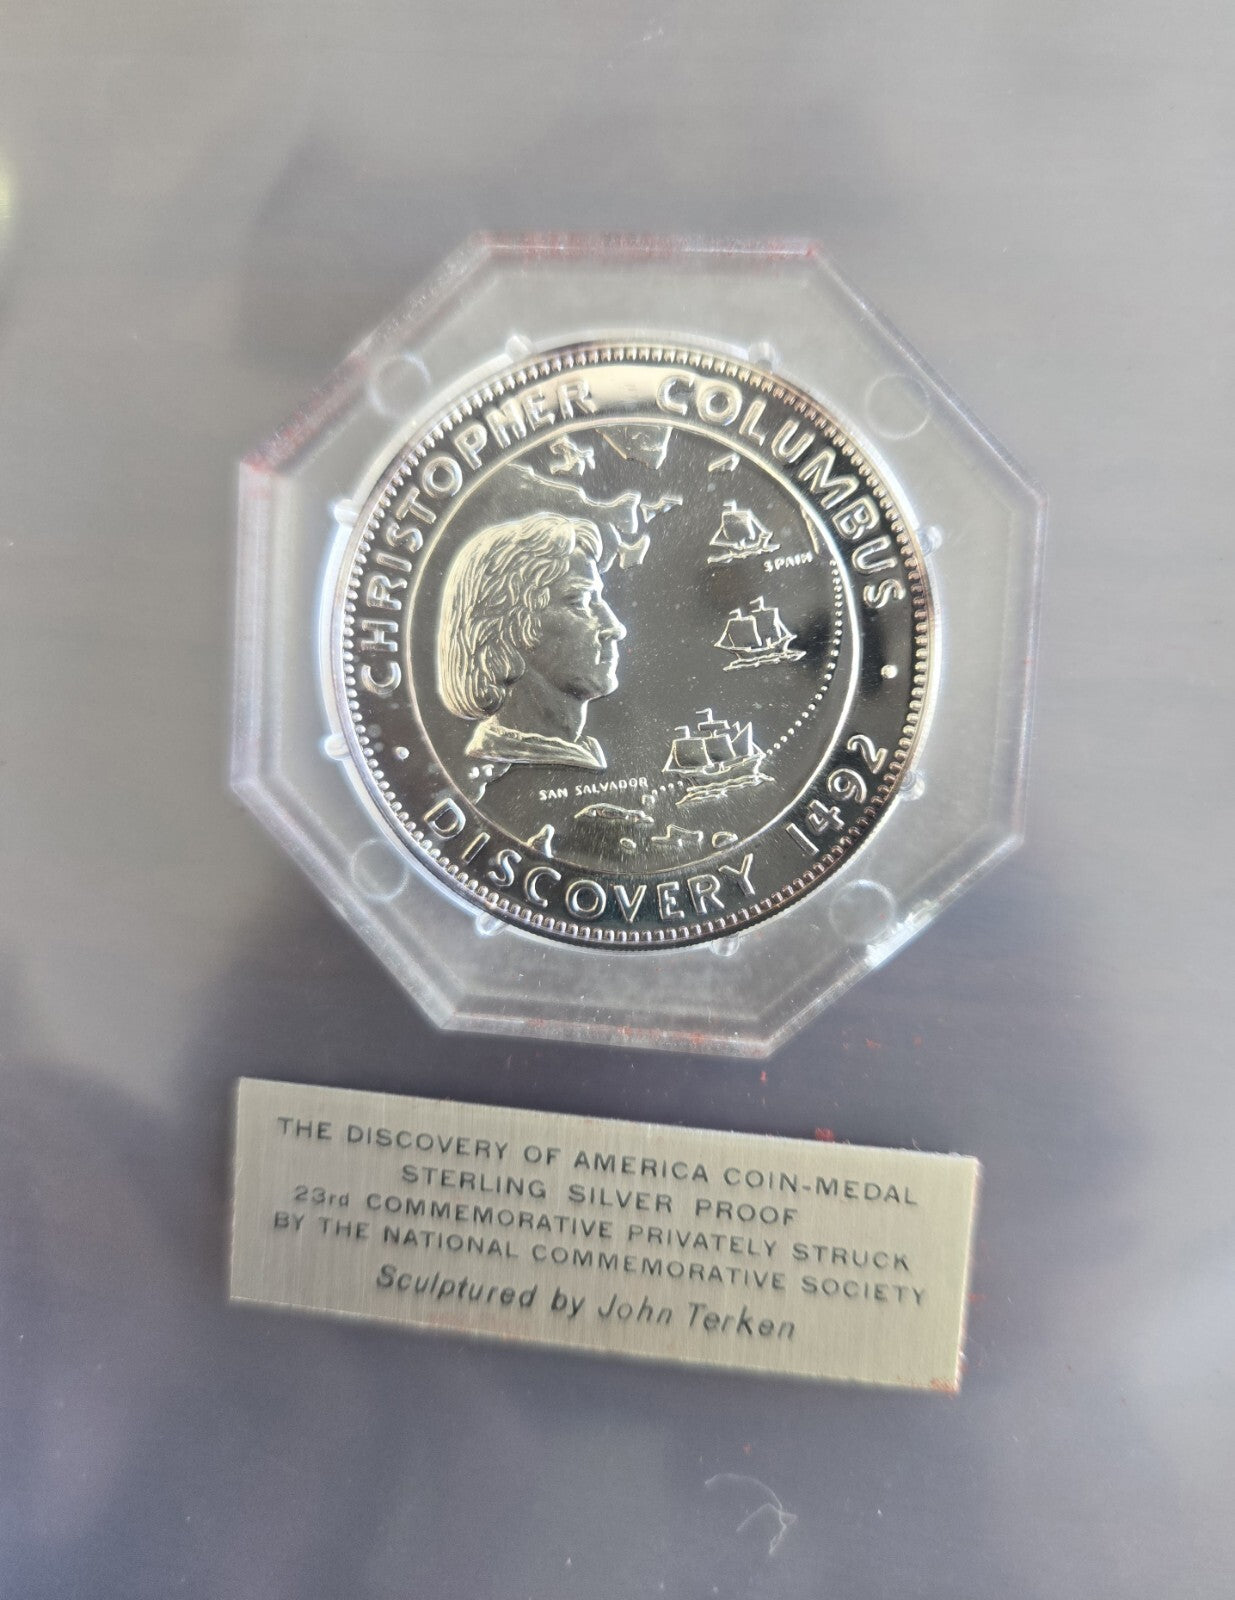 CHRISTOPHER COLUMBUS
SPAIN
JT
SAN SALVADOR
• DISCOVERY 1492 •
THE DISCOVERY OF AMERICA COIN-MEDAL
STERLING SILVER PROOF
23rd COMMEMORATIVE PRIVATELY STRUCK
BY THE NATIONAL COMMEMORATIVE SOCIETY
Sculptured by John Terken